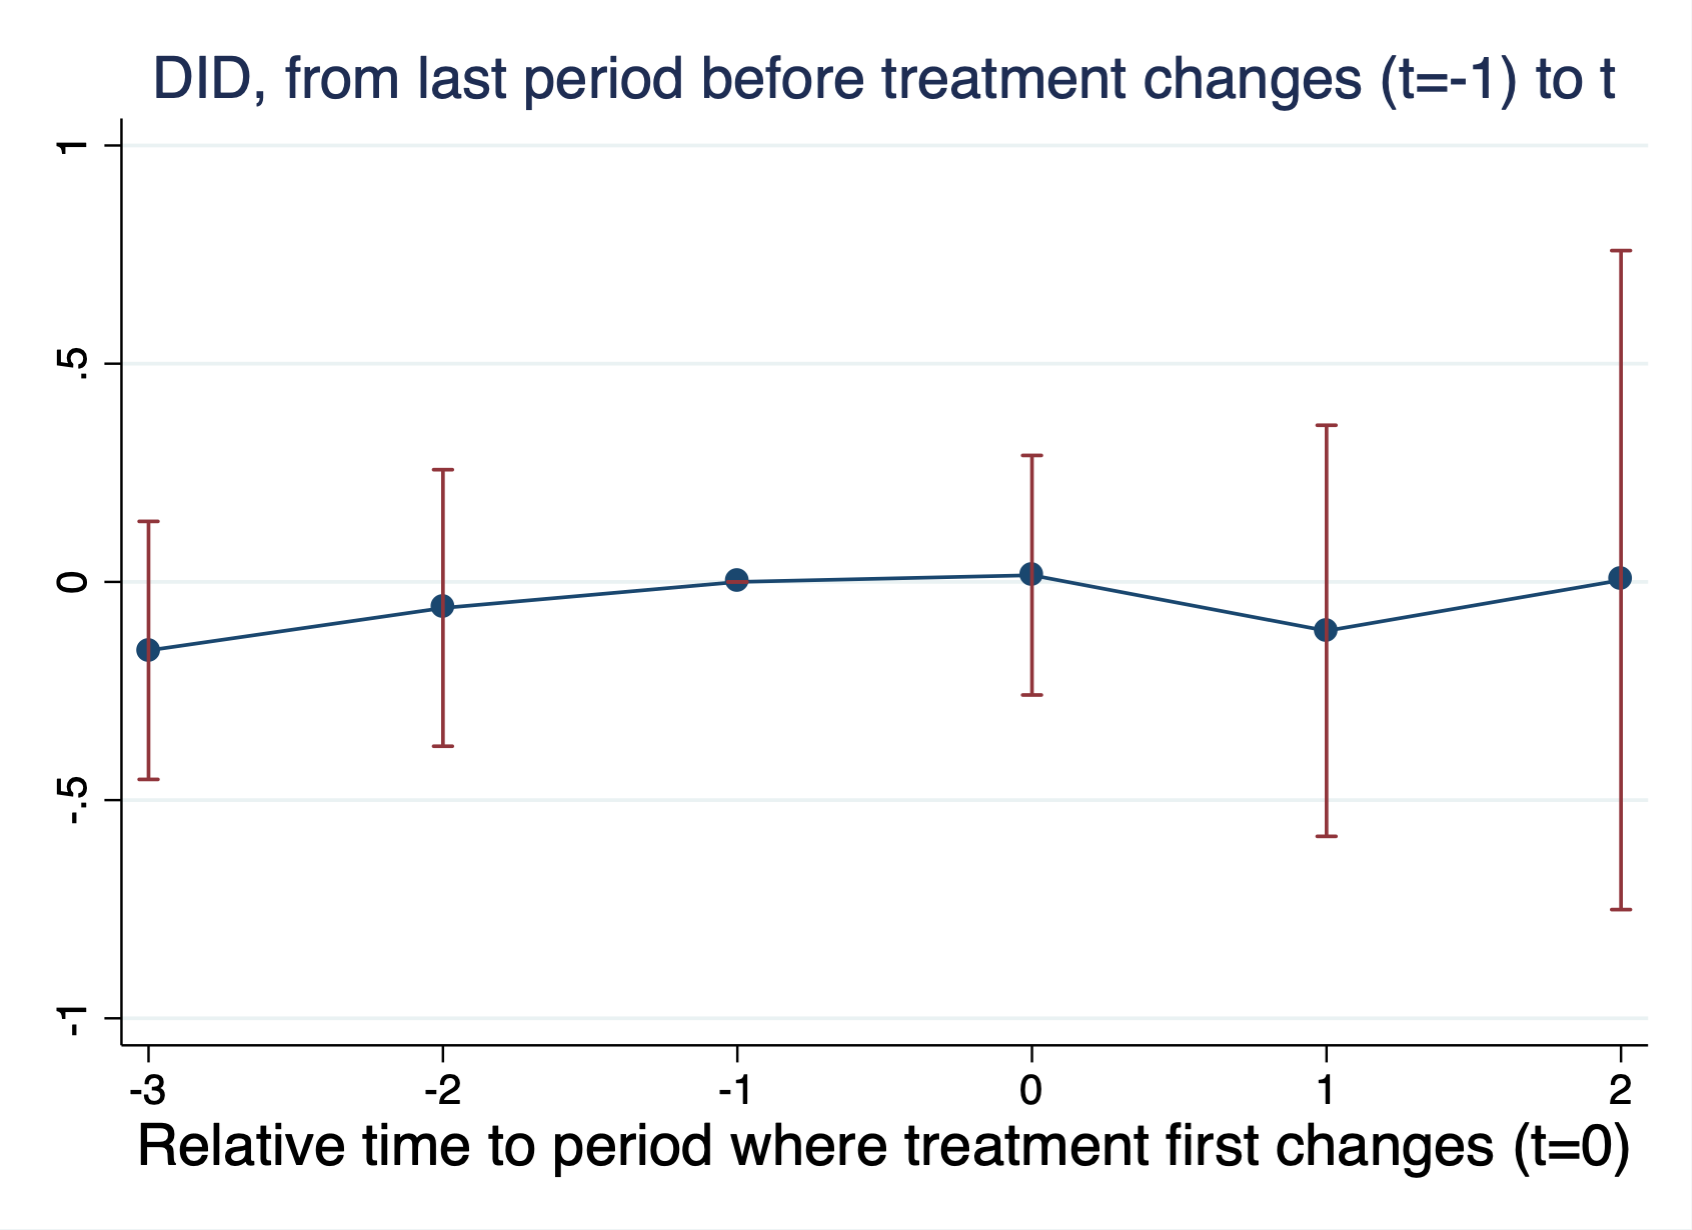 DID, from last period before treatment changes (t=-1) to t
1
.5
0
-.5
-1
-3 -2 -1 0 1 2
Relative time to period where treatment first changes (t=0)